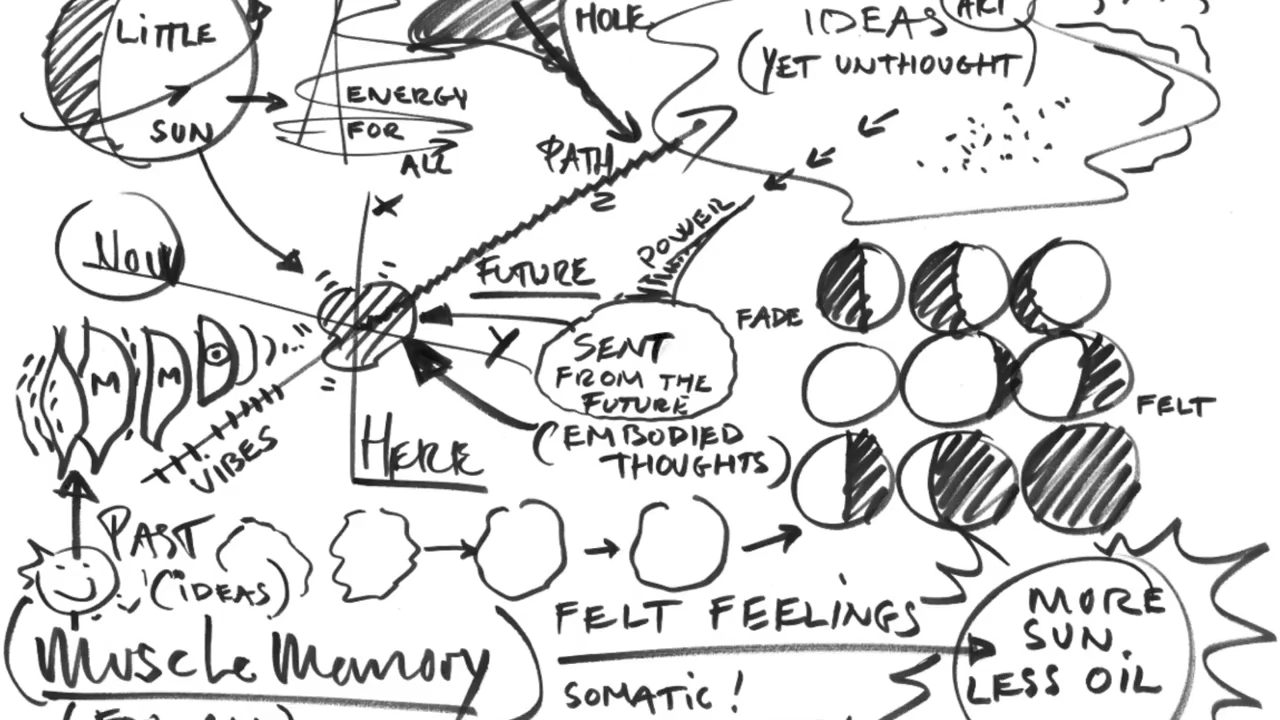 LITTLE
SUN
HOLE
ART
IDEAS
(YET UNTHOUGHT)
ENERGY
FOR
ALL
PATH
Z
X
POWER
NOW
FUTURE
Y
SENT
FROM THE
FUTURE
FADE
FELT
M M
VIBES
HERE
(EMBODIED
THOUGHTS)
PAST
(IDEAS)
FELT FEELINGS
MORE
SUN.
LESS OIL
Muscle Memory
SOMATIC!